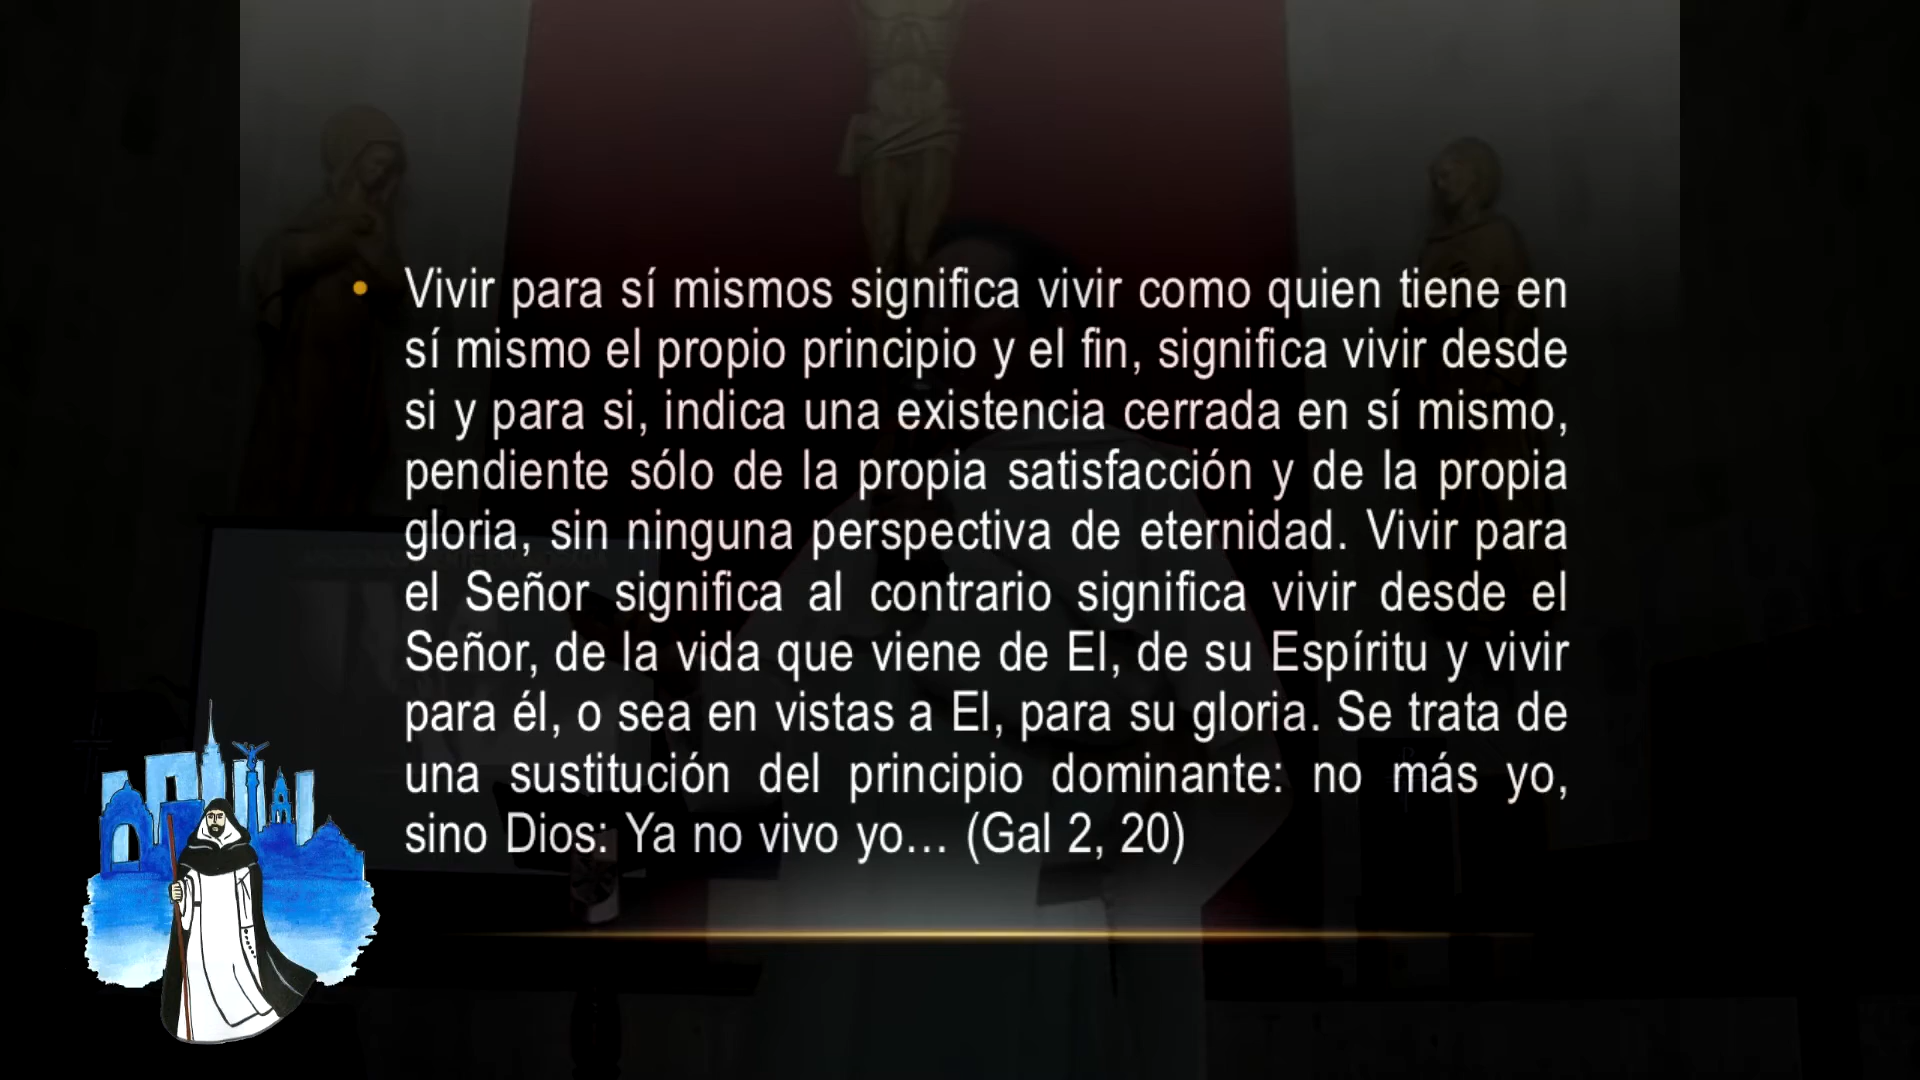 • Vivir para sí mismos significa vivir como quien tiene en
sí mismo el propio principio y el fin, significa vivir desde
si y para si, indica una existencia cerrada en sí mismo,
pendiente sólo de la propia satisfacción y de la propia
gloria, sin ninguna perspectiva de eternidad. Vivir para
el Señor significa al contrario significa vivir desde el
Señor, de la vida que viene de El, de su Espíritu y vivir
para él, o sea en vistas a El, para su gloria. Se trata de
una sustitución del principio dominante: no más yo,
sino Dios: Ya no vivo yo… (Gal 2, 20)